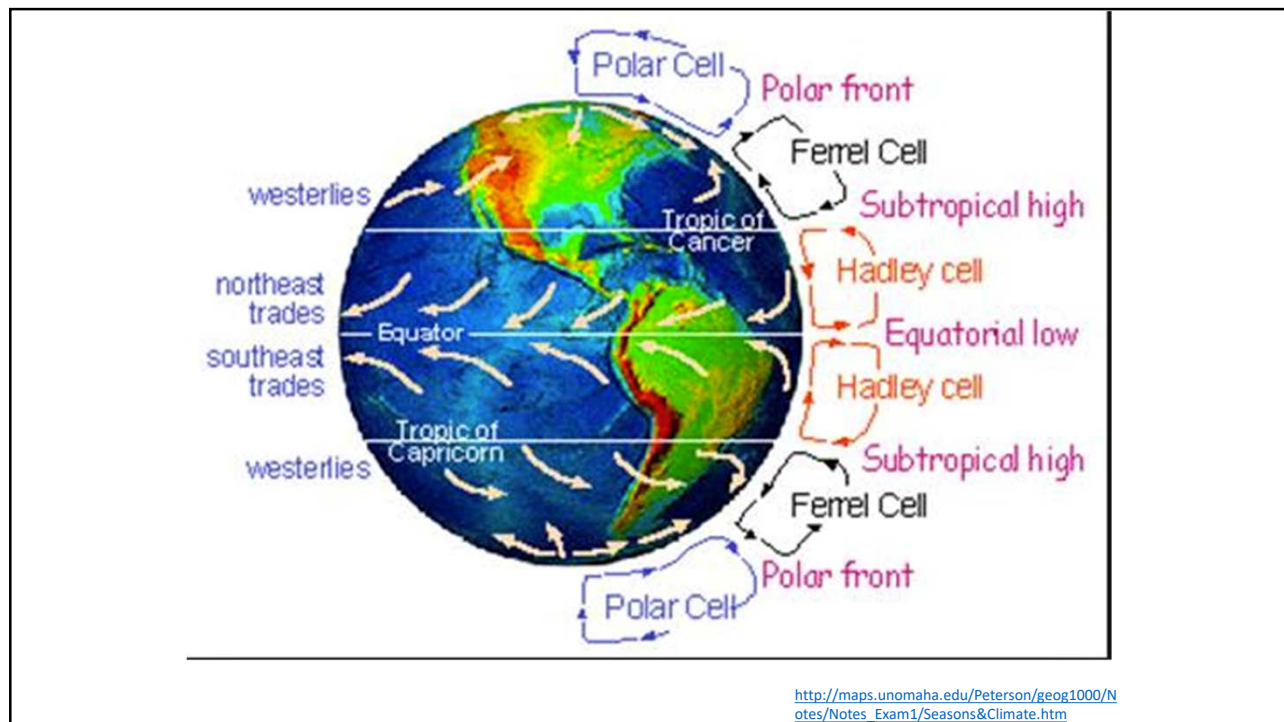 Polar Cell
Polar front
Ferrel Cell
westerlies
Subtropical high
Tropic of
Cancer
Hadley cell
northeast
trades
Equator
Equatorial low
southeast
trades
Hadley cell
Tropic of
Capricorn
westerlies
Subtropical high
Ferrel Cell
Polar front
Polar Cell
http://maps.unomaha.edu/Peterson/geog1000/N
otes/Notes_Exam1/Seasons&Climate.htm